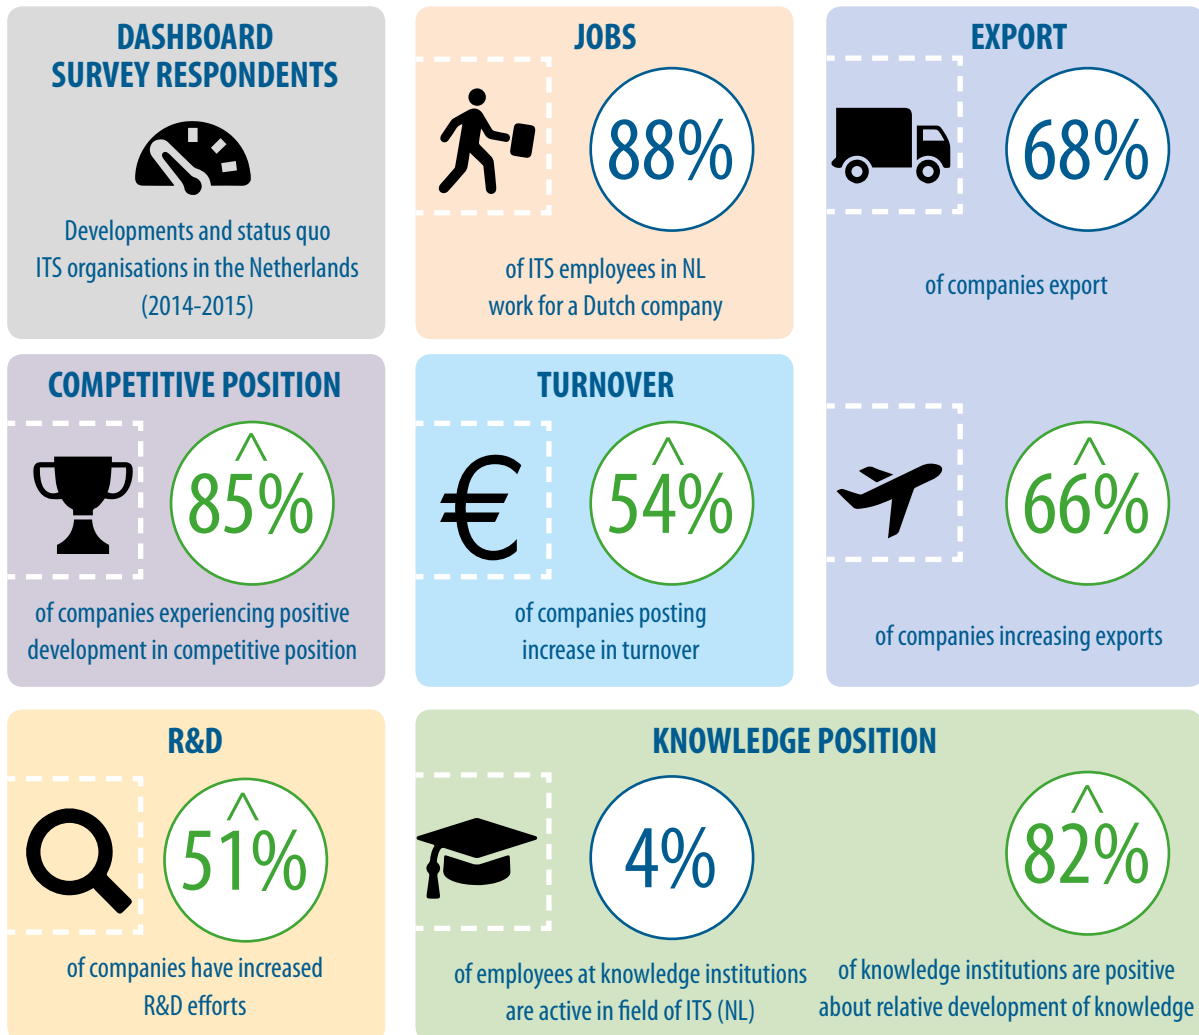 DASHBOARD
SURVEY RESPONDENTS
Developments and status quo
ITS organisations in the Netherlands
(2014-2015)
JOBS
88%
of ITS employees in NL
work for a Dutch company
EXPORT
68%
of companies export
66%
of companies increasing exports
COMPETITIVE POSITION
85%
of companies experiencing positive
development in competitive position
TURNOVER
€
54%
of companies posting
increase in turnover
R&D
51%
of companies have increased
R&D efforts
KNOWLEDGE POSITION
4%
of employees at knowledge institutions
are active in field of ITS (NL)
82%
of knowledge institutions are positive
about relative development of knowledge